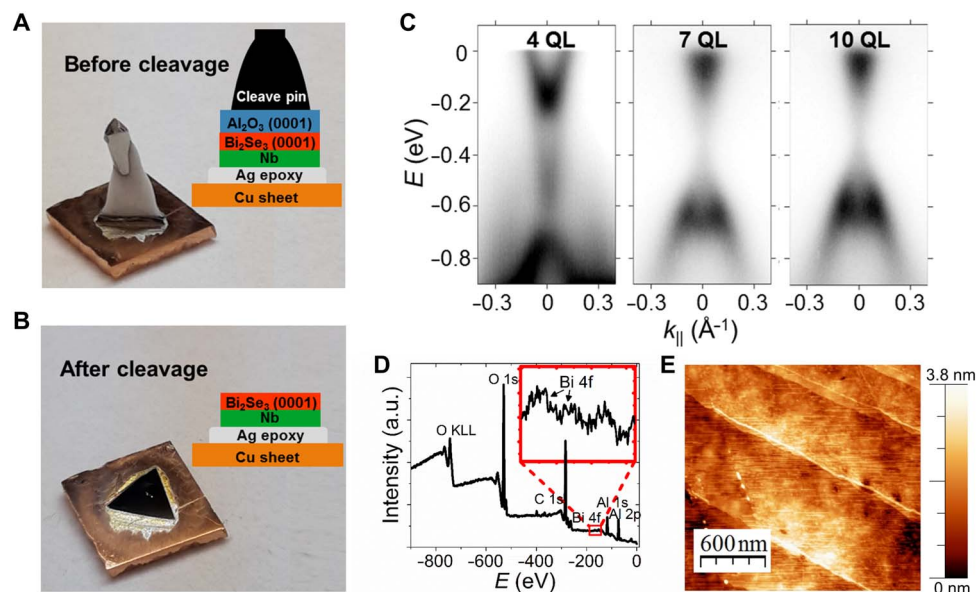 A
Before cleavage
Cleave pin
Al₂O₃ (0001)
Bi₂Se₃ (0001)
Nb
Ag epoxy
Cu sheet
B
After cleavage
Bi₂Se₃ (0001)
Nb
Ag epoxy
Cu sheet
C
4 QL 7 QL 10 QL
E (eV)
0
−0.2
−0.4
−0.6
−0.8
−0.3 0 0.3 −0.3 0 0.3 −0.3 0 0.3
k|| (Å⁻¹)
D
Intensity (a.u.)
O KLL
O 1s
C 1s
Bi 4f
Bi 4f
Al 1s
Al 2p
−800 −600 −400 −200 0
E (eV)
E
600 nm
3.8 nm
0 nm